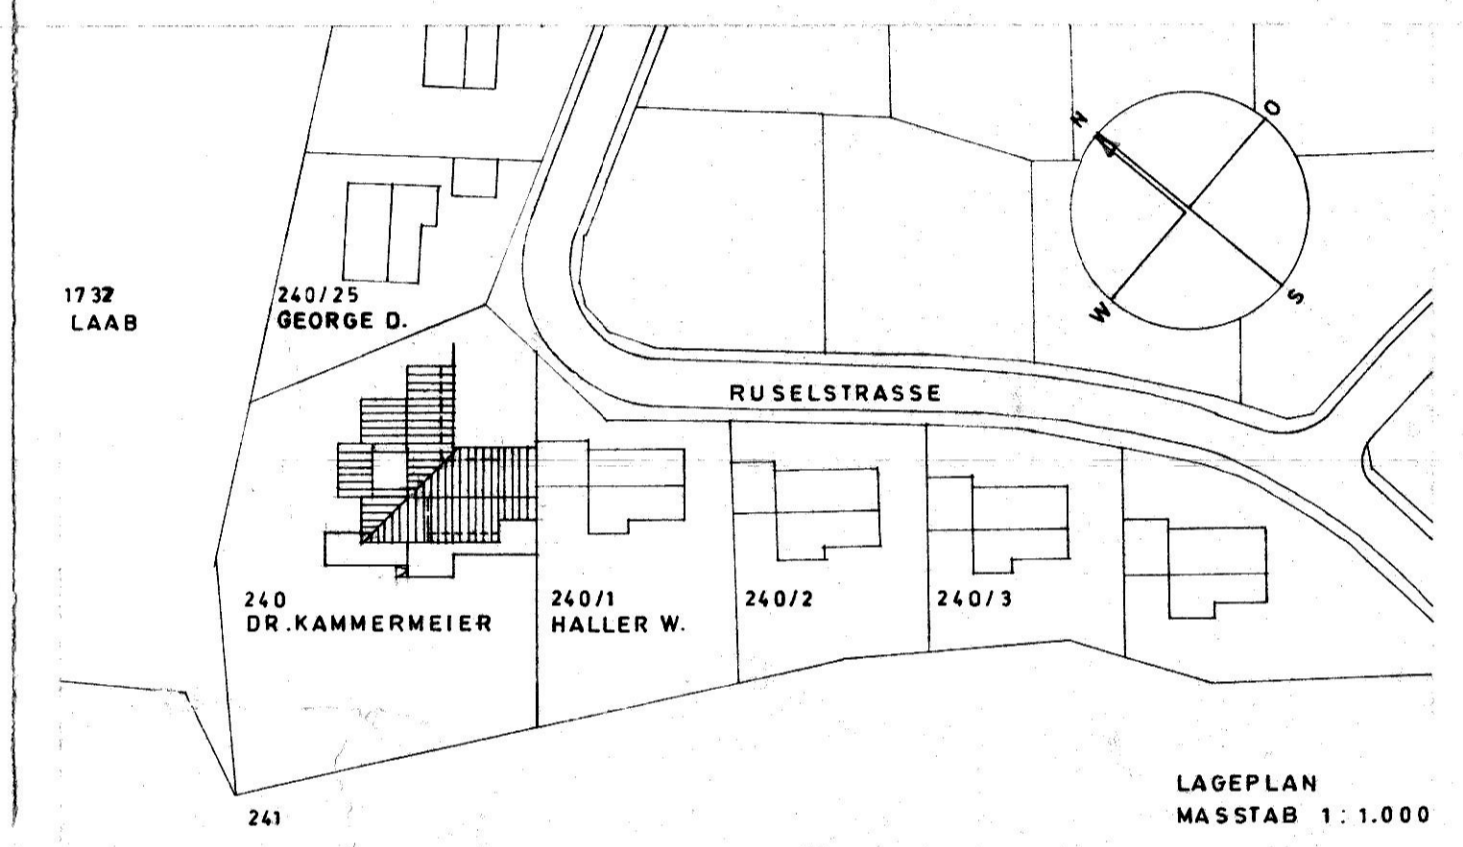 N
O
W
S
1732
LAAB
240/25
GEORGE D.
RUSELSTRASSE
240
DR.KAMMERMEIER
240/1
HALLER W.
240/2
240/3
241
LAGEPLAN
MASSTAB 1:1.000